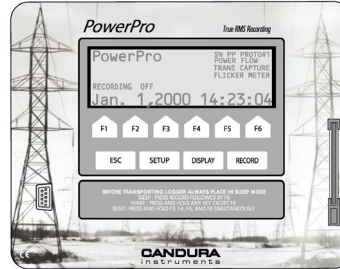 PowerPro
True RMS Recording
PowerPro
SN PP PROTO#1
POWER FLOW
TRANS CAPTURE
FLICKER METER
RECORDING OFF
Jan. 1,2000 14:23:04
F1 F2 F3 F4 F5 F6
ESC SETUP DISPLAY RECORD
BEFORE TRANSPORTING LOGGER ALWAYS PLACE IN SLEEP MODE
SLEEP: PRESS RECORD FOLLOWED BY F6
WAKE: PRESS AND HOLD ANY KEY EXCEPT F6
RESET: PRESS AND HOLD F3, F4, F5, AND F6 SIMULTANEOUSLY
CE
CANDURA
instruments